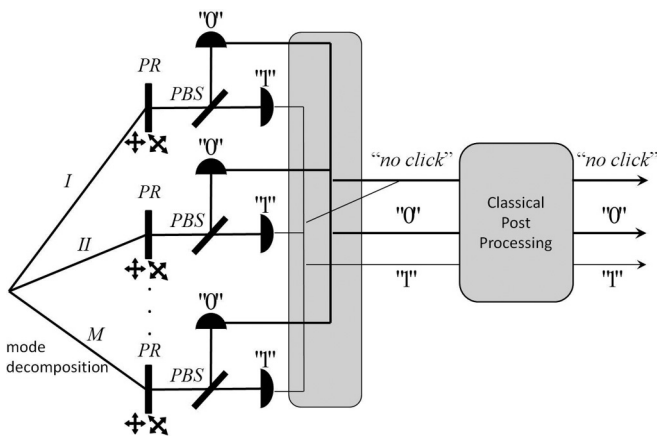 "0"
PR
PBS
"1"
"0"
PR
PBS
"1"
I
II
"no click"
"0"
"1"
Classical
Post
Processing
“no click”
"0"
"1"
.
.
.
"0"
M
PR
PBS
"1"
mode
decomposition